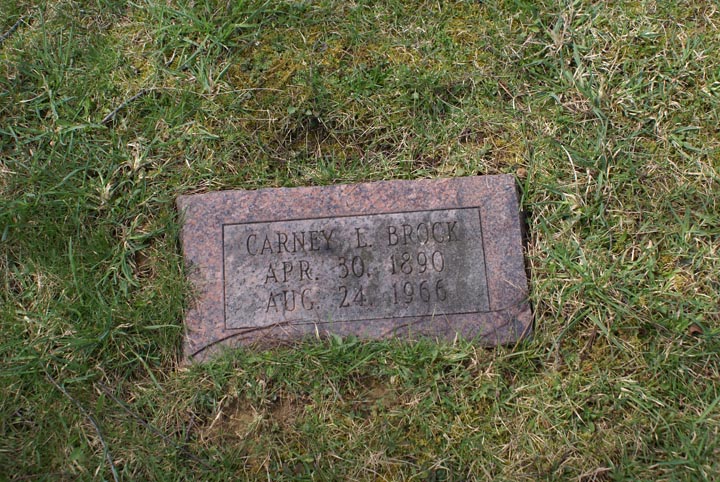 CARNEY E. BROCK
APR. 30, 1890
AUG. 24, 1966